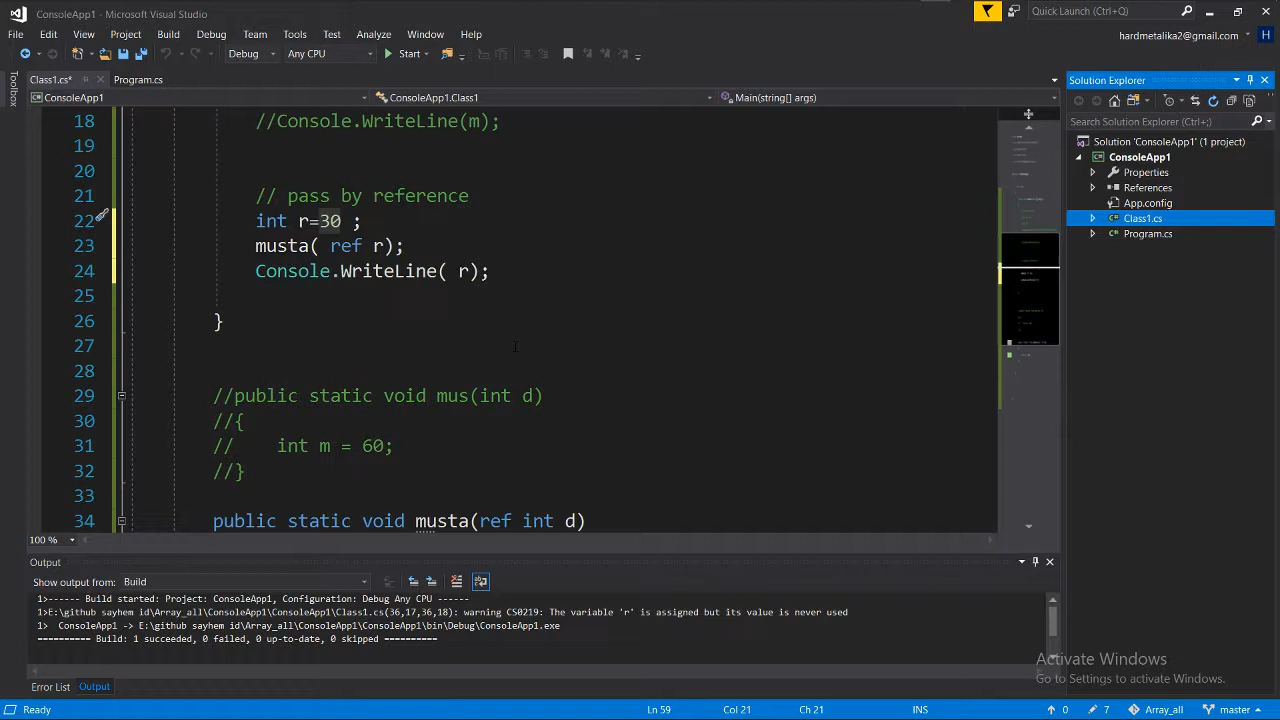 ConsoleApp1 - Microsoft Visual Studio
Quick Launch (Ctrl+Q)
File Edit View Project Build Debug Team Tools Test Analyze Window Help
hardmetalika2@gmail.com H
Debug Any CPU Start
Class1.cs* Program.cs
Solution Explorer
Toolbox
ConsoleApp1 ConsoleApp1.Class1 Main(string[] args)
Search Solution Explorer (Ctrl+;)
Solution 'ConsoleApp1' (1 project)
ConsoleApp1
Properties
References
App.config
Class1.cs
Program.cs
18 //Console.WriteLine(m);
19
20
21 // pass by reference
22 int r=30 ;
23 musta( ref r);
24 Console.WriteLine( r);
25
26 }
27
28
29 //public static void mus(int d)
30 //{
31 // int m = 60;
32 //}
33
34 public static void musta(ref int d)
100 %
Output
Show output from: Build
1>------ Build started: Project: ConsoleApp1, Configuration: Debug Any CPU ------
1>E:\github sayhem id\Array_all\ConsoleApp1\ConsoleApp1\Class1.cs(36,17,36,18): warning CS0219: The variable 'r' is assigned but its value is never used
1> ConsoleApp1 -> E:\github sayhem id\Array_all\ConsoleApp1\ConsoleApp1\bin\Debug\ConsoleApp1.exe
========== Build: 1 succeeded, 0 failed, 0 up-to-date, 0 skipped ==========
Activate Windows
Go to Settings to activate Windows.
Error List Output
Ready Ln 59 Col 21 Ch 21 INS 0 7 Array_all master